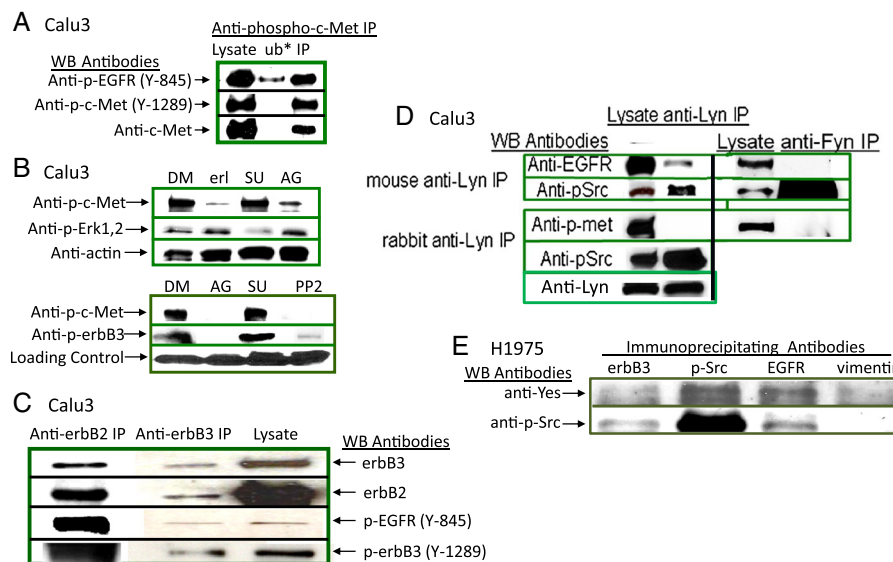 A Calu3
Anti-phospho-c-Met IP
Lysate ub* IP
WB Antibodies
Anti-p-EGFR (Y-845)
Anti-p-c-Met (Y-1289)
Anti-c-Met
B Calu3
DM erl SU AG
Anti-p-c-Met
Anti-p-Erk1,2
Anti-actin
DM AG SU PP2
Anti-p-c-Met
Anti-p-erbB3
Loading Control
C Calu3
Anti-erbB2 IP Anti-erbB3 IP Lysate
WB Antibodies
erbB3
erbB2
p-EGFR (Y-845)
p-erbB3 (Y-1289)
D Calu3
Lysate anti-Lyn IP
WB Antibodies
Lysate anti-Fyn IP
mouse anti-Lyn IP
Anti-EGFR
Anti-pSrc
rabbit anti-Lyn IP
Anti-p-met
Anti-pSrc
Anti-Lyn
E H1975
Immunoprecipitating Antibodies
WB Antibodies
erbB3 p-Src EGFR vimentin
anti-Yes
anti-p-Src